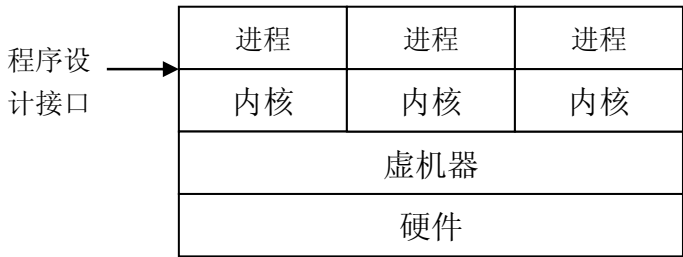 程序设
计接口
进程 进程 进程
内核 内核 内核
虚机器
硬件